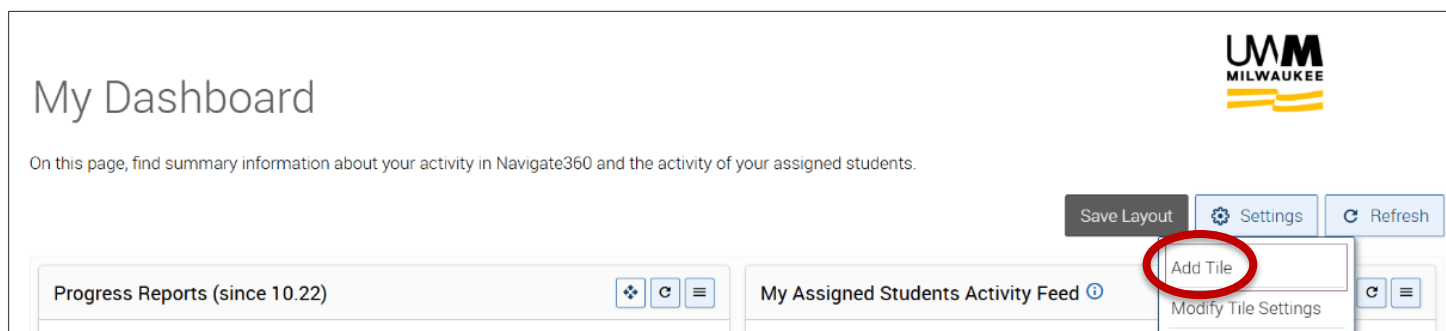 UWM
MILWAUKEE
My Dashboard
On this page, find summary information about your activity in Navigate360 and the activity of your assigned students.
Save Layout Settings Refresh
Add Tile
Progress Reports (since 10.22) My Assigned Students Activity Feed
Modify Tile Settings